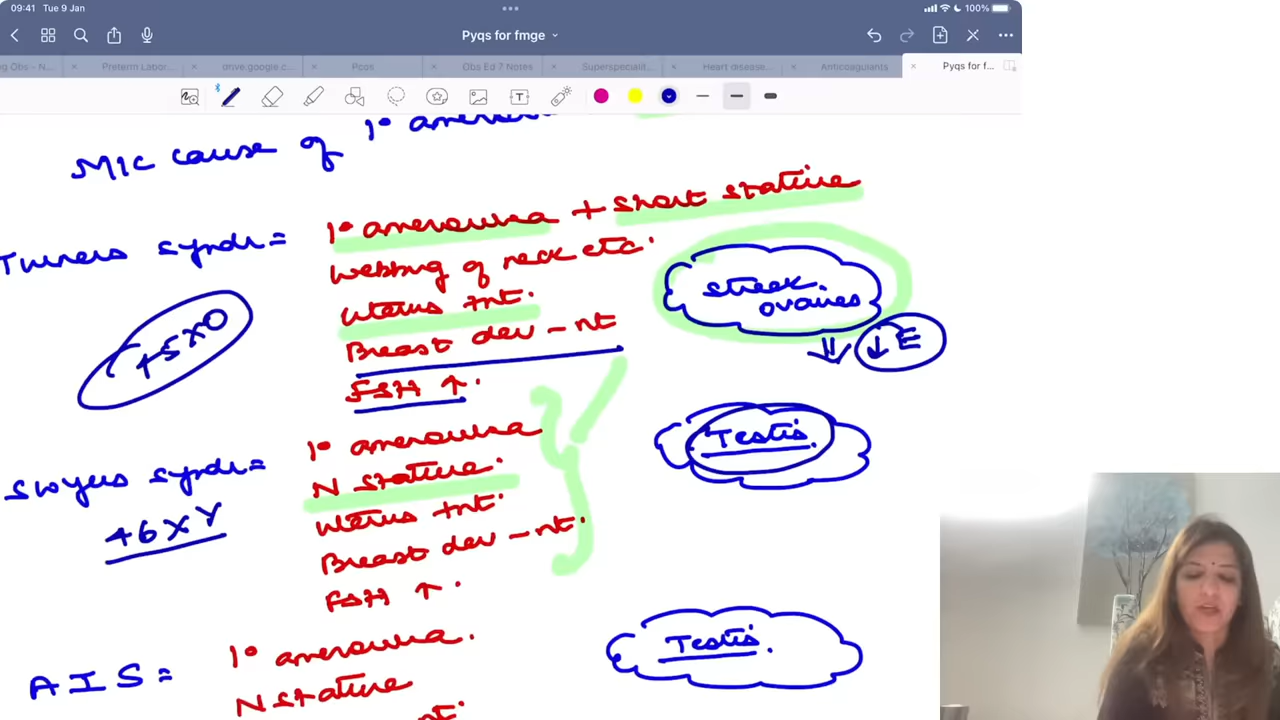 09:41 Tue 9 Jan
100%
Pyqs for fmge
ng Obs - N...
Preterm Labor...
drive.google.c...
Pcos
Obs Ed 7 Notes
Superspecialit...
Heart disease...
Anticoagulants
Pyqs for f...
M/C cause of 1°
Turners syndr =
45XO
1° amenorrhea + short stature
Webbing of neck etc.
Uterus +nt.
Breast dev - nt
FSH ↑.
streak ovaries
↓ E
Swyers syndr =
46XY
1° amenorrhea
N stature.
Uterus +nt.
Breast dev - nt.
FSH ↑.
Testis.
AIS =
1° amenorrhea.
N stature
nt.
Testis.